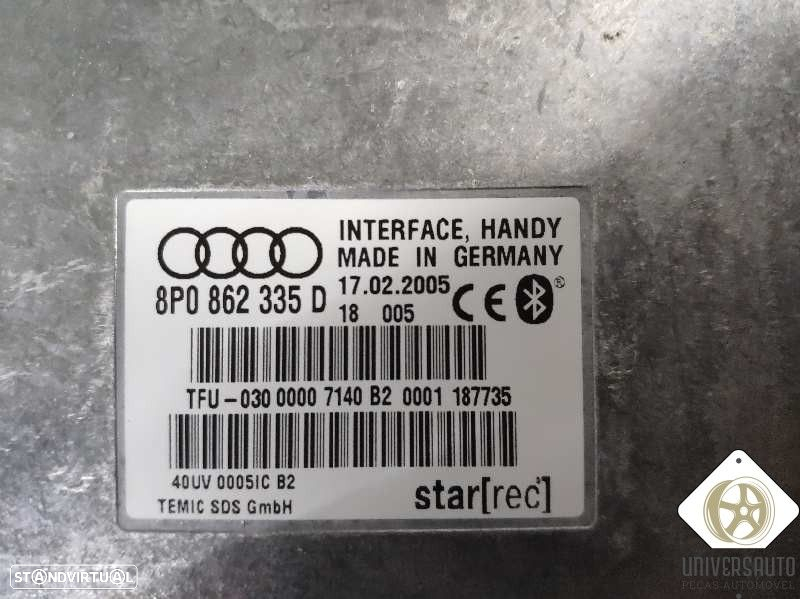 INTERFACE, HANDY
MADE IN GERMANY
8P0 862 335 D
17.02.2005
18 005
CE
TFU-030 0000 7140 B2 0001 187735
40UV 0005IC B2
TEMIC SDS GmbH
star[rec]
STANDVIRTUAL
UNIVERSAUTO
PEÇAS AUTOMÓVEL